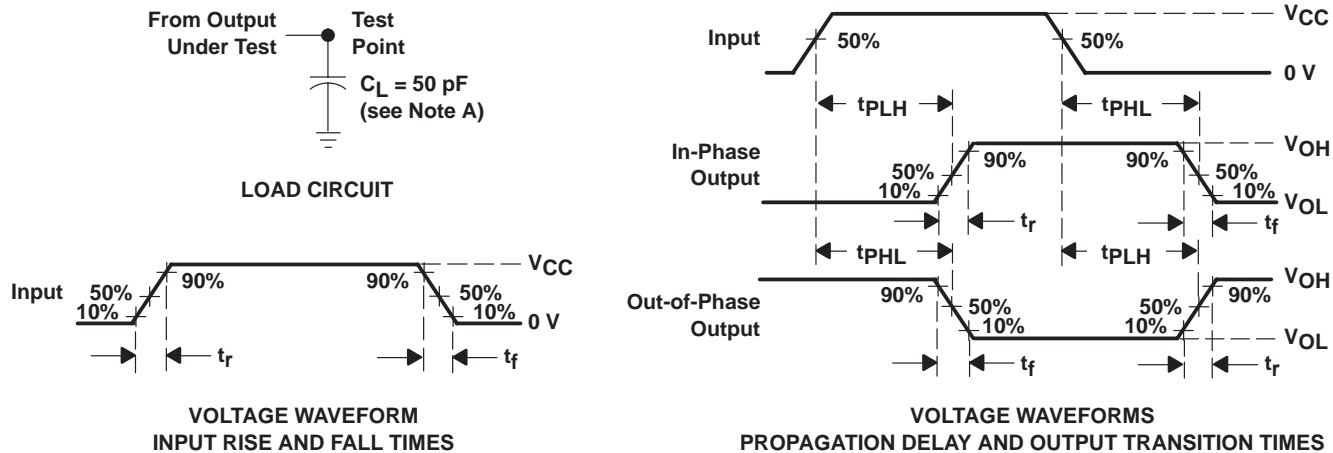 From Output
Under Test
Test
Point
CL = 50 pF
(see Note A)
LOAD CIRCUIT
Input
10%
50%
90%
90%
50%
10%
VCC
0 V
tr
tf
VOLTAGE WAVEFORM
INPUT RISE AND FALL TIMES
Input
50%
50%
VCC
0 V
tPLH
tPHL
In-Phase
Output
10%
50%
90%
90%
50%
10%
VOH
VOL
tr
tf
tPHL
tPLH
Out-of-Phase
Output
90%
50%
10%
10%
50%
90%
VOH
VOL
tf
tr
VOLTAGE WAVEFORMS
PROPAGATION DELAY AND OUTPUT TRANSITION TIMES